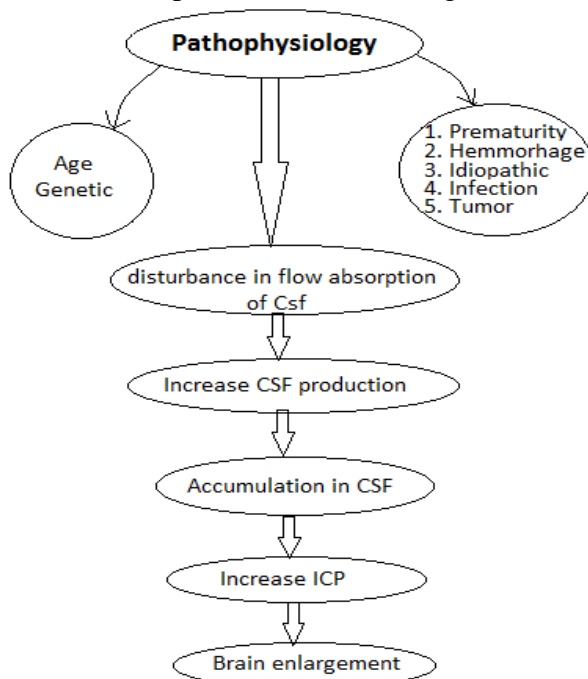 Pathophysiology
Age
Genetic
1. Prematurity
2. Hemmorhage
3. Idiopathic
4. Infection
5. Tumor
disturbance in flow absorption
of Csf
Increase CSF production
Accumulation in CSF
Increase ICP
Brain enlargement